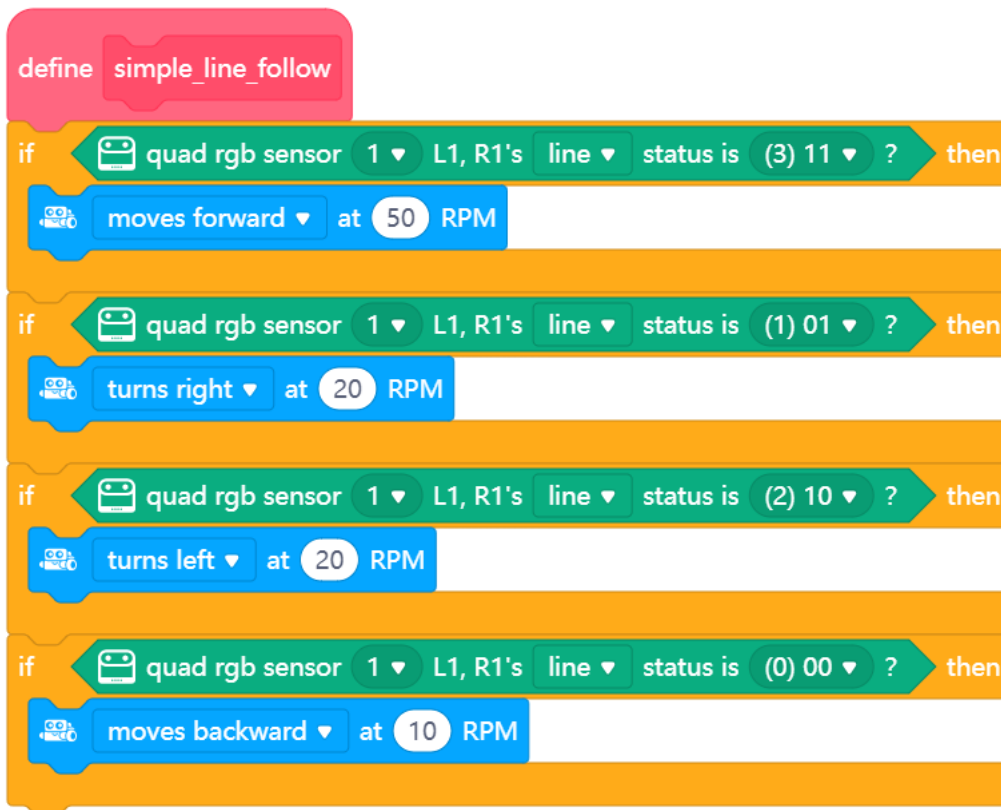 define simple_line_follow
if quad rgb sensor 1 L1, R1's line status is (3) 11 ? then
moves forward at 50 RPM
if quad rgb sensor 1 L1, R1's line status is (1) 01 ? then
turns right at 20 RPM
if quad rgb sensor 1 L1, R1's line status is (2) 10 ? then
turns left at 20 RPM
if quad rgb sensor 1 L1, R1's line status is (0) 00 ? then
moves backward at 10 RPM